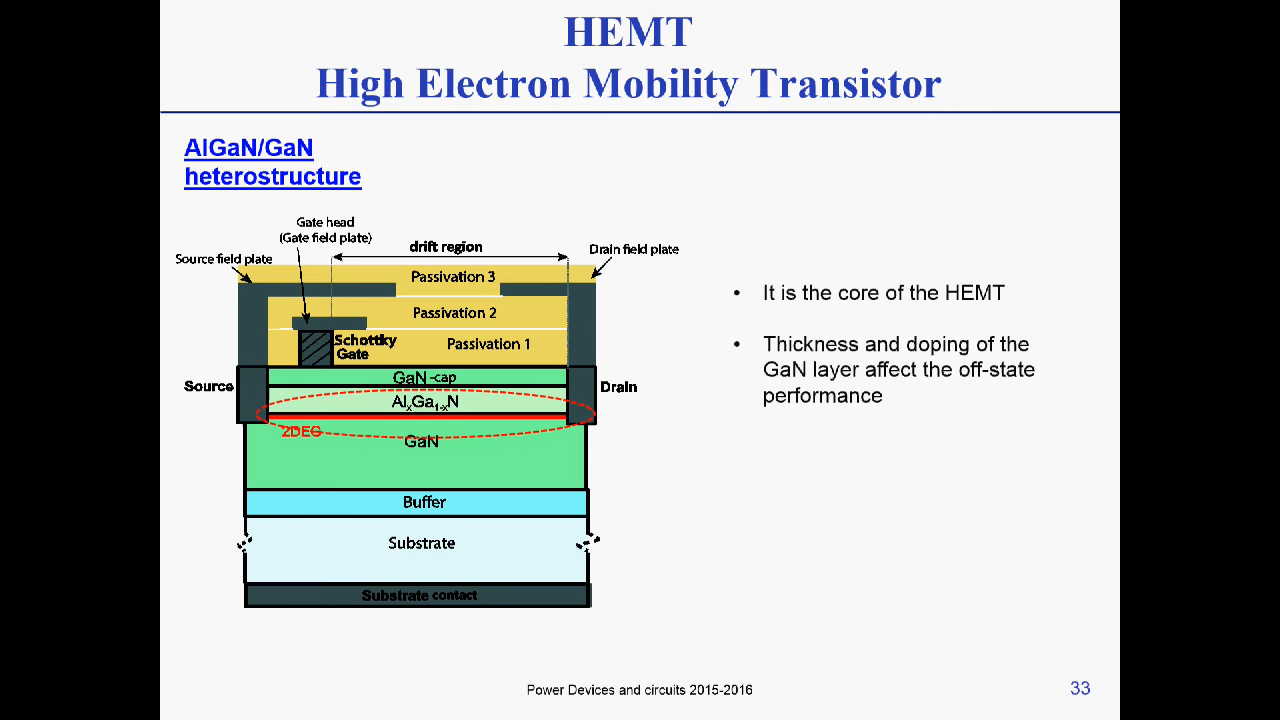 HEMT
High Electron Mobility Transistor
AlGaN/GaN
heterostructure
Gate head
(Gate field plate)
Source field plate
drift region
Drain field plate
Passivation 3
Passivation 2
Schottky
Gate
Passivation 1
GaN-cap
Source
Drain
AlxGa1-xN
2DEG
GaN
Buffer
Substrate
Substrate contact
• It is the core of the HEMT
• Thickness and doping of the
GaN layer affect the off-state
performance
Power Devices and circuits 2015-2016
33